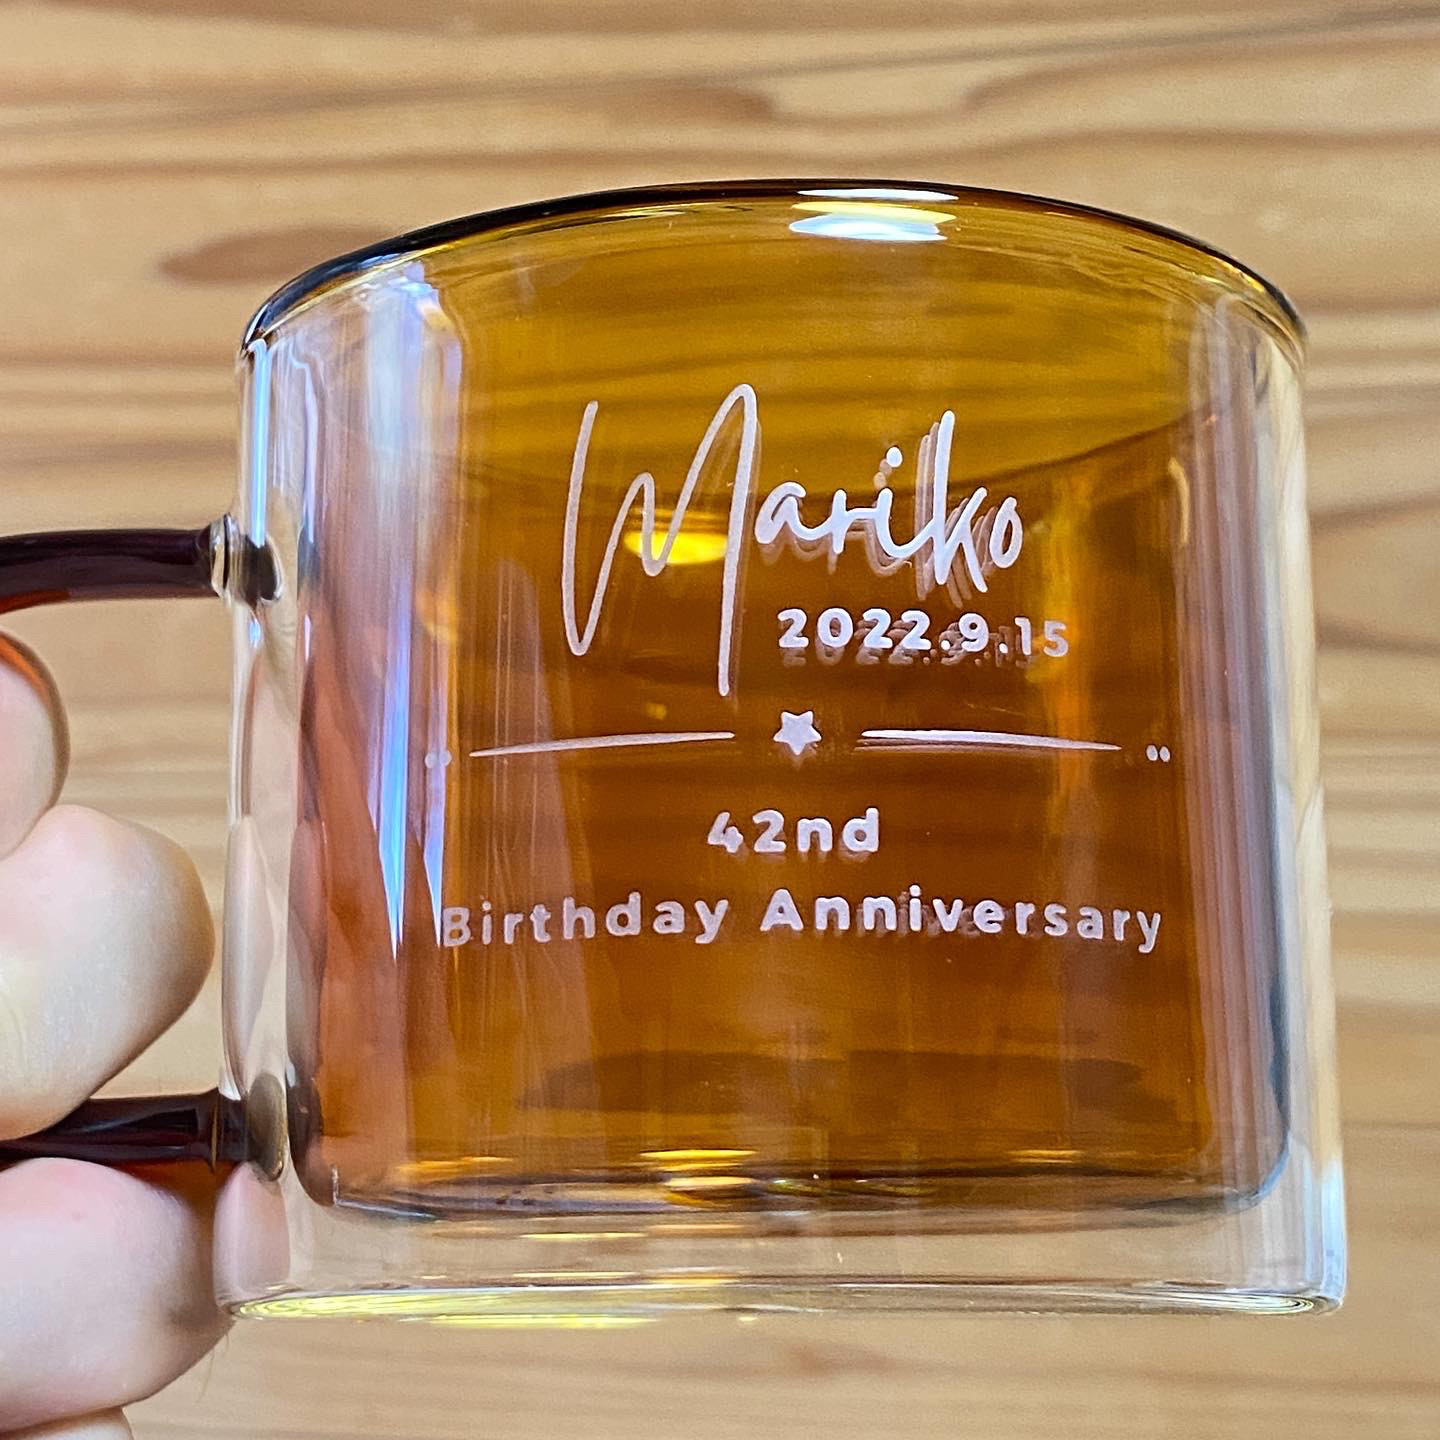 Mariko
2022.9.15
42nd
Birthday Anniversary